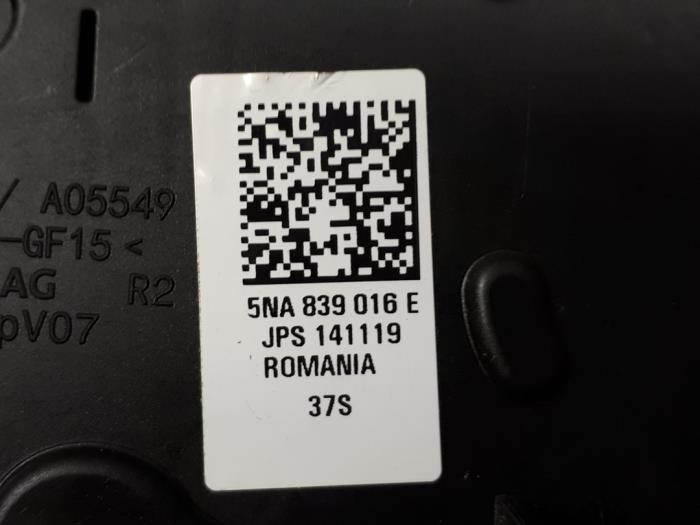 A05549
-GF15 <
AG R2
pV07
5NA 839 016 E
JPS 141119
ROMANIA
37S